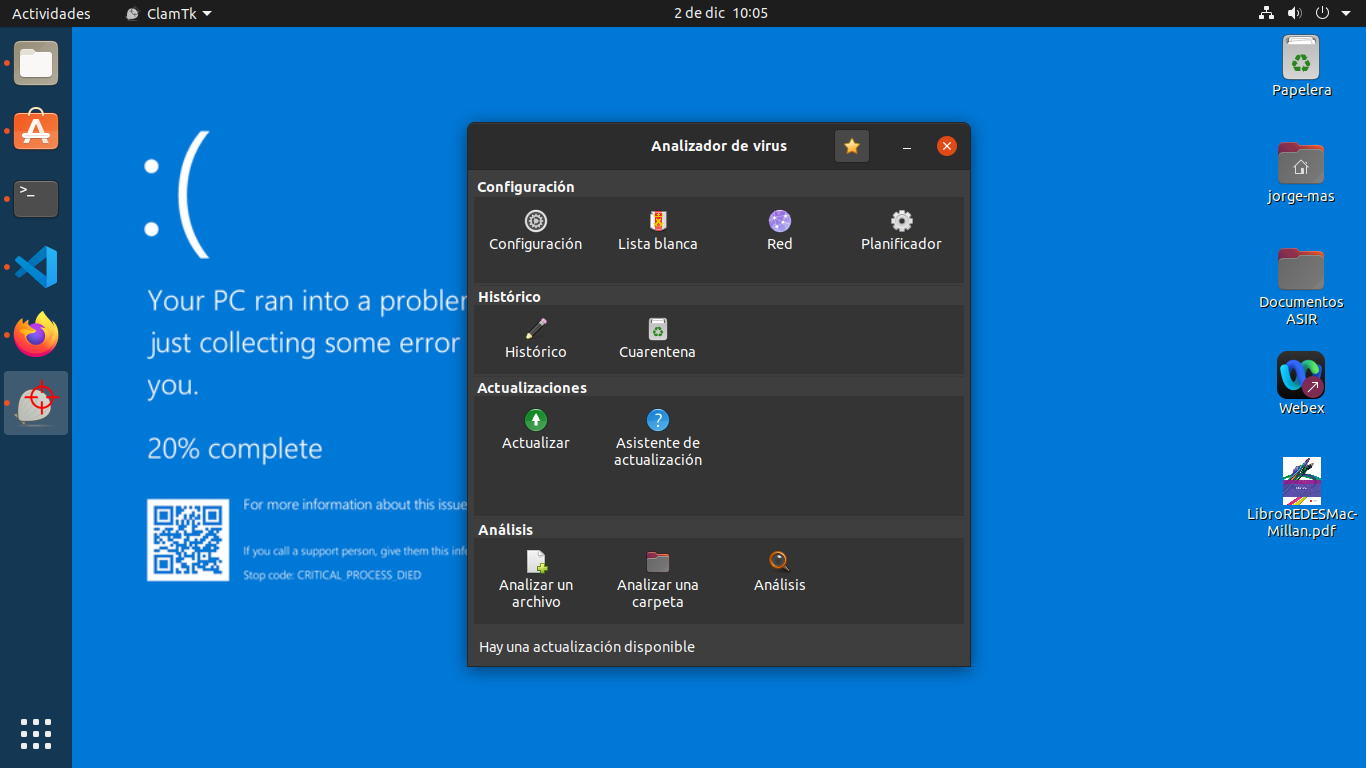 Actividades
ClamTk
2 de dic 10:05
:(
Your PC ran into a problem
just collecting some error
you.
20% complete
For more information about this issue
If you call a support person, give them this info
Stop code: CRITICAL_PROCESS_DIED
>_
Analizador de virus
Configuración
Configuración
Lista blanca
Red
Planificador
Histórico
Histórico
Cuarentena
Actualizaciones
Actualizar
Asistente de
actualización
Análisis
Analizar un
archivo
Analizar una
carpeta
Análisis
Hay una actualización disponible
Papelera
jorge-mas
Documentos
ASIR
Webex
LibroREDESMac-
Millan.pdf